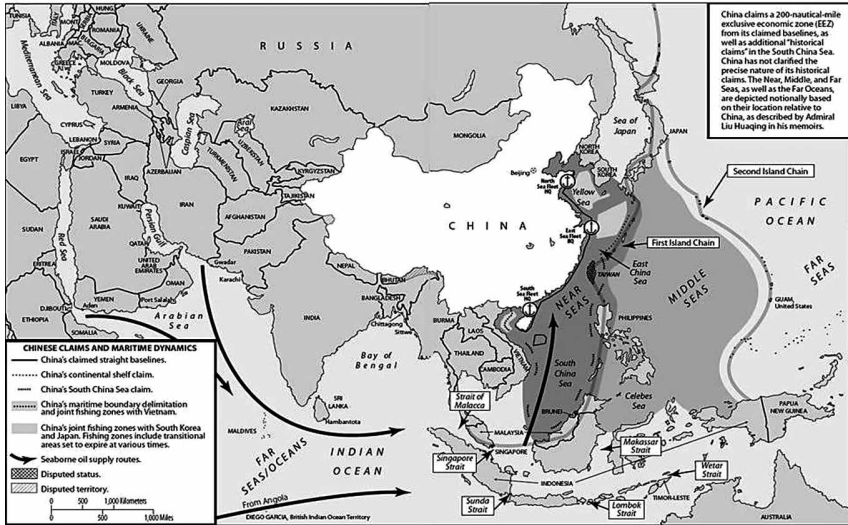 China claims a 200-nautical-mile
exclusive economic zone (EEZ)
from its claimed baselines, as
well as additional "historical
claims" in the South China Sea.
China has not clarified the
precise nature of its historical
claims. The Near, Middle, and Far
Seas, as well as the Far Oceans,
are depicted notionally based
on their location relative to
China, as described by Admiral
Liu Huaqing in his memoirs.
TUNISIA
HUNG.
MONT.
SERBIA
ROMANIA
UKRAINE
ALBANIA
MAC.
BULGARIA
MOLDOVA
GREECE
Black Sea
GEORGIA
Mediterranean Sea
TURKEY
ARMENIA
AZERBAIJAN
Caspian Sea
Aral Sea
RUSSIA
KAZAKHSTAN
UZBEKISTAN
TURKMENISTAN
KYRGYZSTAN
TAJIKISTAN
MONGOLIA
LIBYA
CYPRUS
LEBANON
SYRIA
ISRAEL
JORDAN
EGYPT
IRAQ
IRAN
KUWAIT
AFGHANISTAN
SAUDI
ARABIA
Persian Gulf
QATAR
UNITED
ARAB
EMIRATES
OMAN
PAKISTAN
Gwadar
Karachi
SUDAN
Red Sea
ERITREA
YEMEN
Aden
Port Salalah
Arabian
Sea
DJIBOUTI
ETHIOPIA
SOMALIA
CHINA
Beijing
NEPAL
BHUTAN
BANGLADESH
Chittagong
Sittwe
INDIA
BURMA
LAOS
THAILAND
CAMBODIA
VIETNAM
Bay of
Bengal
SRI
LANKA
Hambantota
MALDIVES
FAR
SEAS/OCEANS
INDIAN
OCEAN
From Angola
DIEGO GARCIA, British Indian Ocean Territory
Sea of
Japan
JAPAN
NORTH
KOREA
SOUTH
KOREA
North
Sea Fleet
HQ
Yellow
Sea
East
Sea Fleet
HQ
South
Sea Fleet
HQ
Second Island Chain
First Island Chain
PACIFIC
OCEAN
East
China
Sea
TAIWAN
NEAR
SEAS
MIDDLE
SEAS
FAR
SEAS
GUAM,
United States
PHILIPPINES
South
China
Sea
Strait of
Malacca
MALAYSIA
BRUNEI
SINGAPORE
Singapore
Strait
Celebes
Sea
Makassar
Strait
INDONESIA
Sunda
Strait
Lombok
Strait
Wetar
Strait
TIMOR-LESTE
PAPUA
NEW GUINEA
AUSTRALIA
CHINESE CLAIMS AND MARITIME DYNAMICS
China's claimed straight baselines.
China's continental shelf claim.
China's South China Sea claim.
China's maritime boundary delimitation
and joint fishing zones with Vietnam.
China's joint fishing zones with South Korea
and Japan. Fishing zones include transitional
areas set to expire at various times.
Seaborne oil supply routes.
Disputed status.
Disputed territory.
0 500 1,000 Kilometers
0 500 1,000 Miles